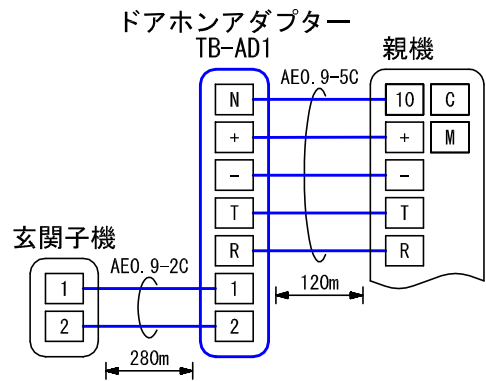 ドアホンアダプター
TB-AD1
親機
AE0.9-5C
N
10
C
+
+
M
-
-
T
T
玄関子機
R
R
AE0.9-2C
1
1
120m
2
2
280m